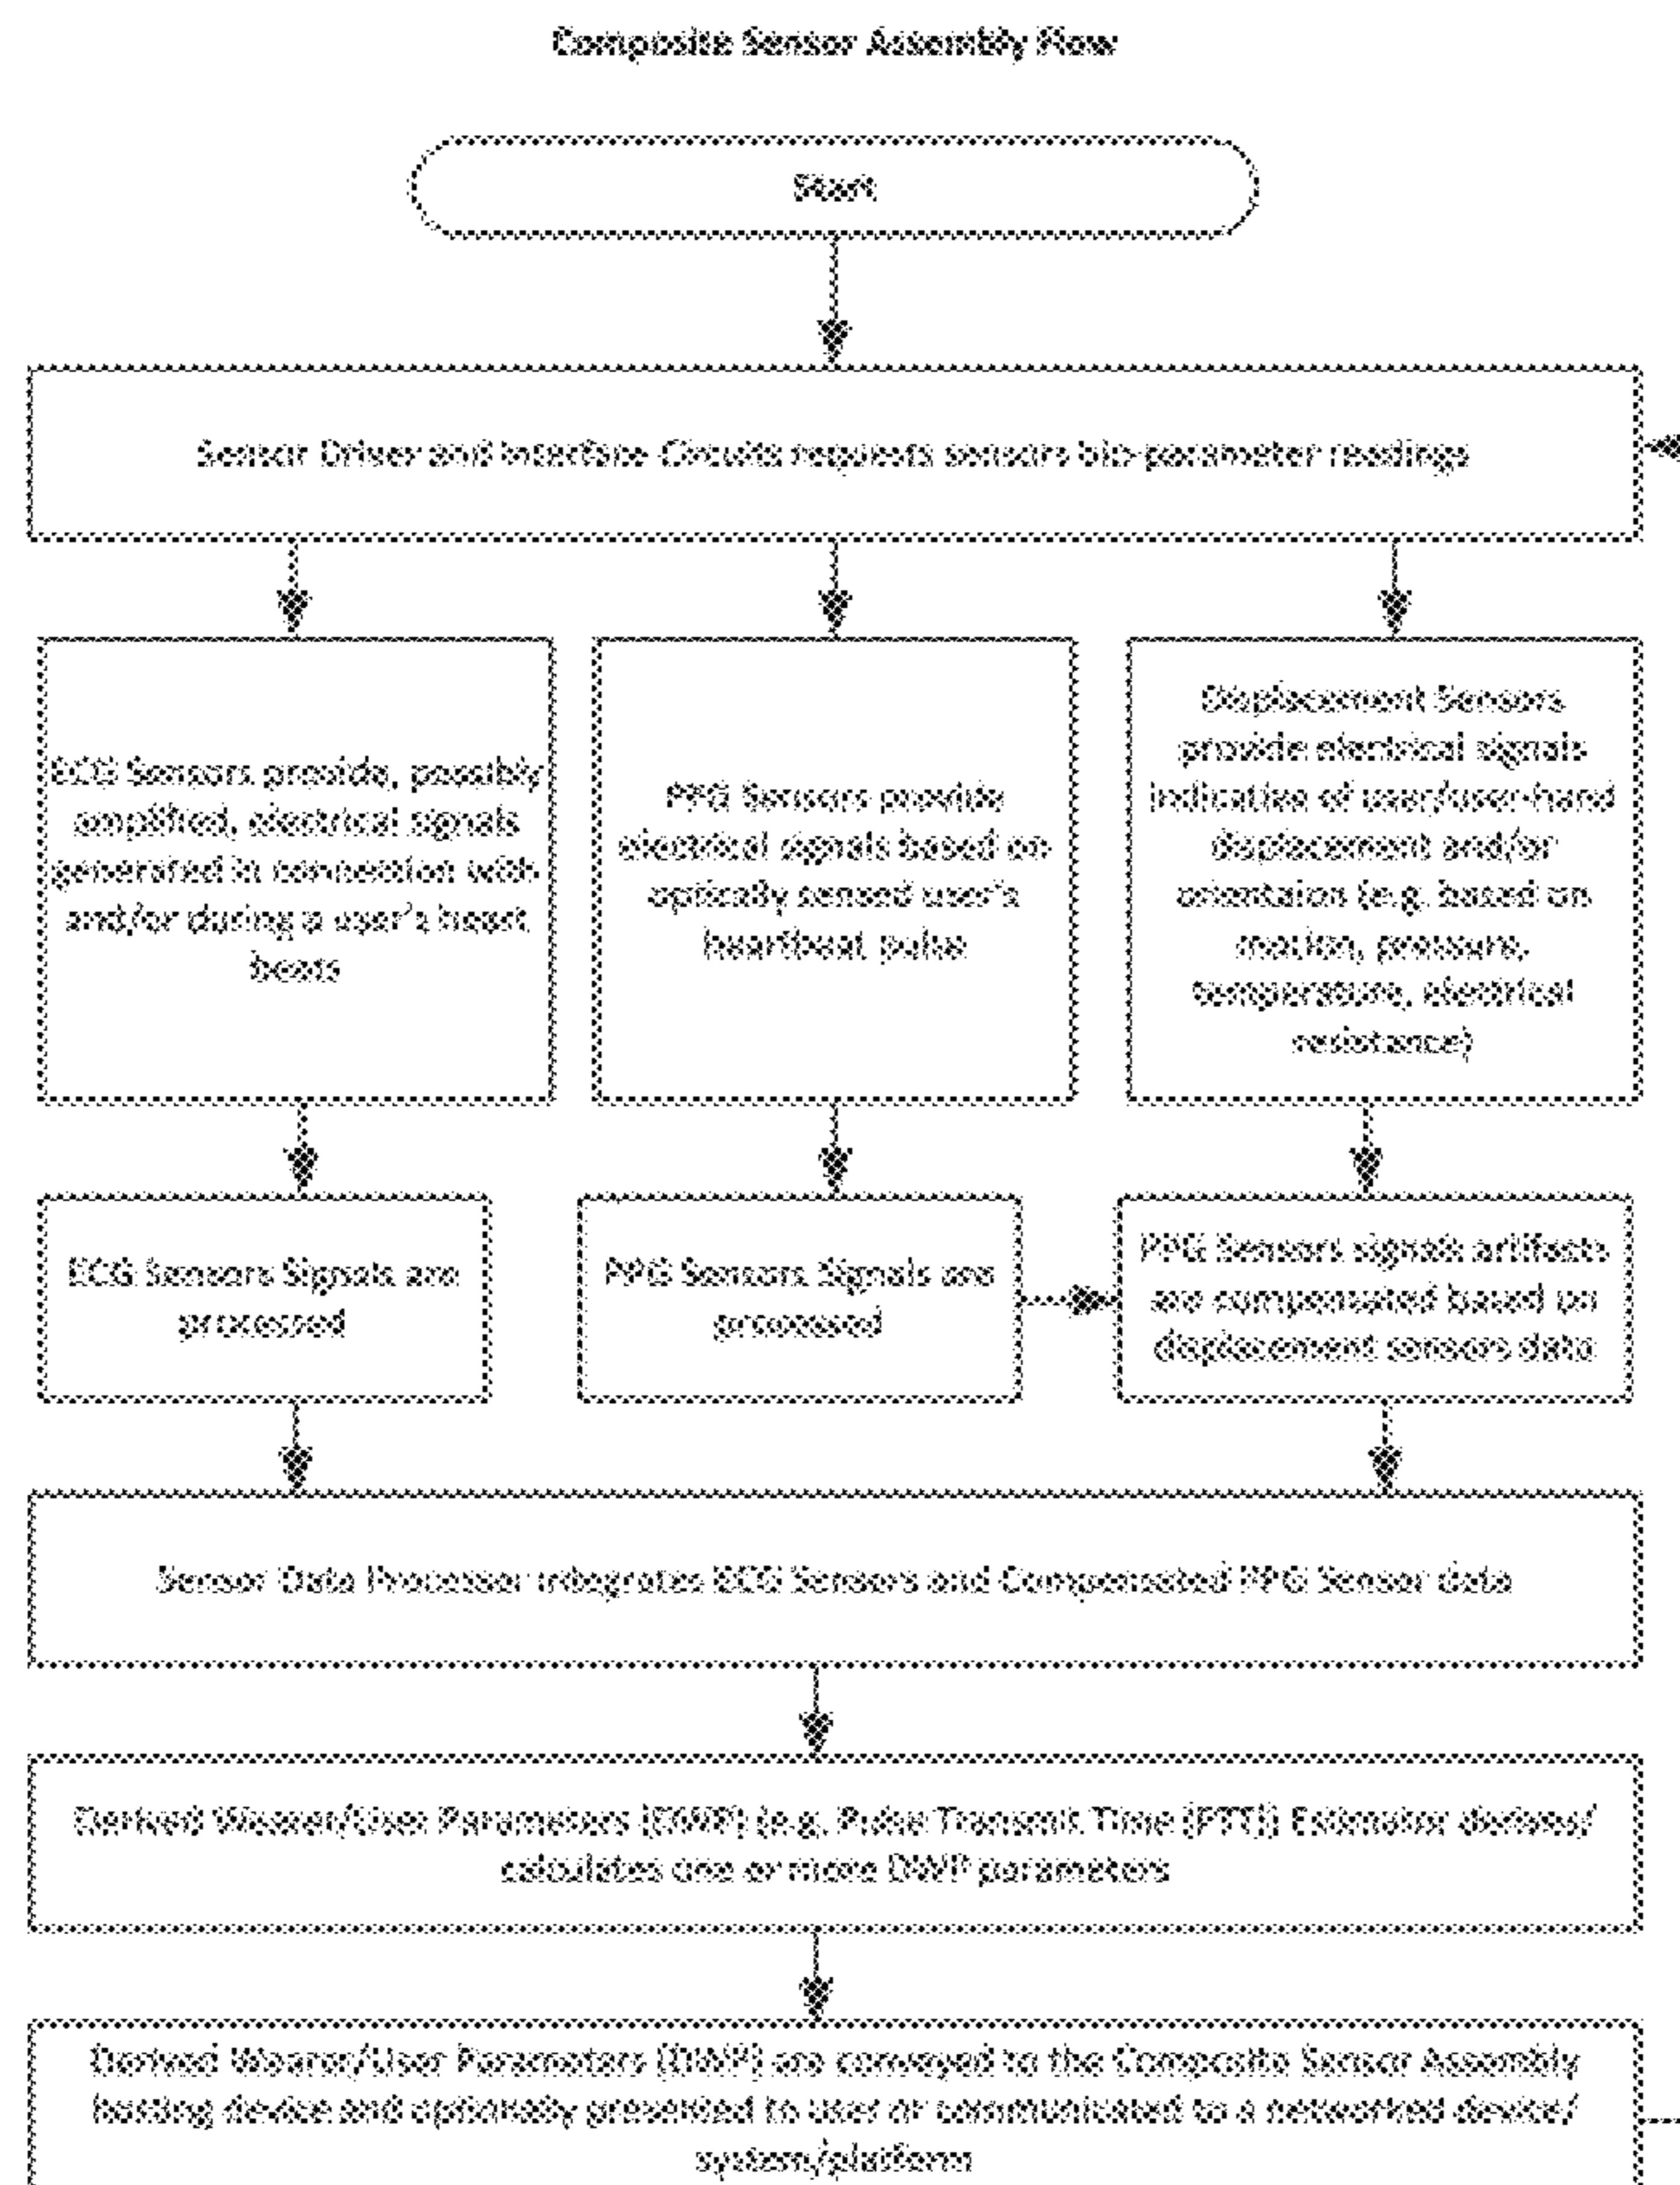 Composite Sensor Assembly Flow
Start
Sensor Driver and Interface Circuits requests sensors bio-parameter readings
ECG Sensors provide, possibly
amplified, electrical signals
generated in connection with
and/or during a user's heart
beats
PPG Sensors provide
electrical signals based on
optically sensed user's
heartbeat pulse
Displacement Sensors
provide electrical signals
indicative of user/user-hand
displacement and/or
orientaion (e.g. based on
motion, pressure,
temperature, electrical
resistance)
ECG Sensors Signals are
processed
PPG Sensors Signals are
processed
PPG Sensors signals artifacts
are compensated based on
displacement sensors data
Sensor Data Processor integrates ECG Sensors and Compensated PPG Sensor data
Derived Wearer/User Parameters (DWP) (e.g. Pulse Transmit Time (PTT)) Estimator derives/
calculates one or more DWP parameters
Derived Wearer/User Parameters (DWP) are conveyed to the Composite Sensor Assembly
hosting device and optionally presented to user or communicated to a networked device/
system/platform